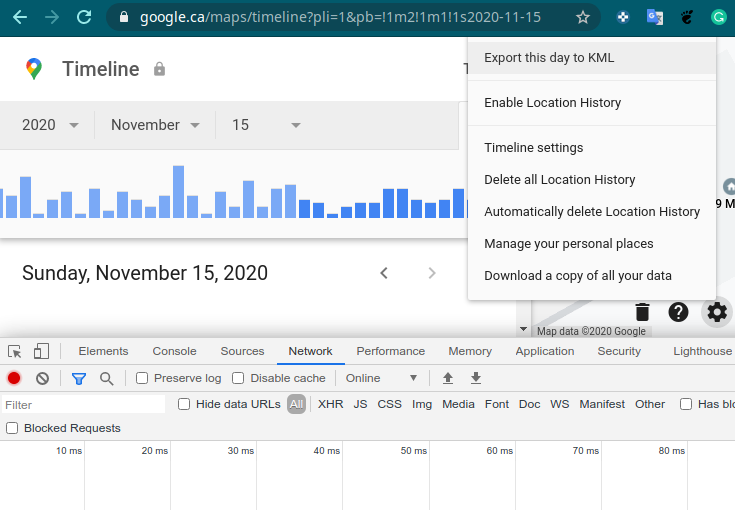 google.ca/maps/timeline?pli=1&pb=!1m2!1m1!1s2020-11-15
Timeline
Export this day to KML
Enable Location History
2020 November 15
Timeline settings
Delete all Location History
Automatically delete Location History
Manage your personal places
Download a copy of all your data
9 M
Sunday, November 15, 2020
Map data ©2020 Google
Elements Console Sources Network Performance Memory Application Security Lighthouse
Preserve log Disable cache Online
Filter Hide data URLs All XHR JS CSS Img Media Font Doc WS Manifest Other Has blo
Blocked Requests
10 ms 20 ms 30 ms 40 ms 50 ms 60 ms 70 ms 80 ms